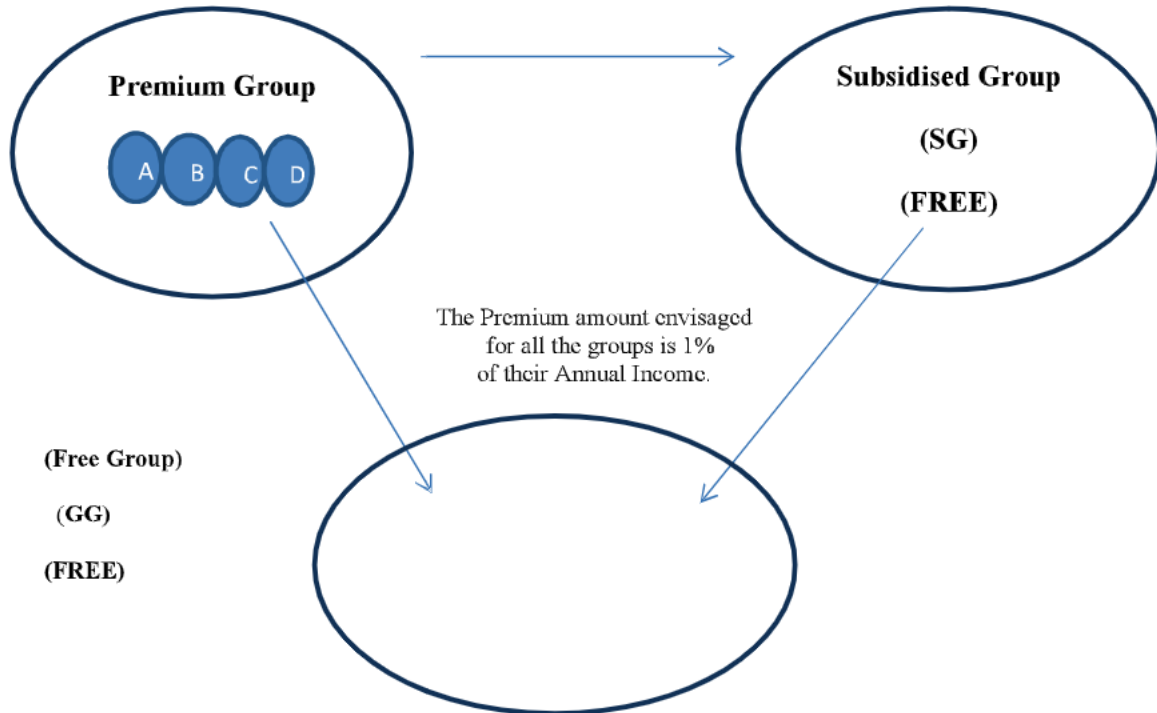 Premium Group
A B C D
Subsidised Group
(SG)
(FREE)
The Premium amount envisaged
for all the groups is 1%
of their Annual Income.
(Free Group)
(GG)
(FREE)